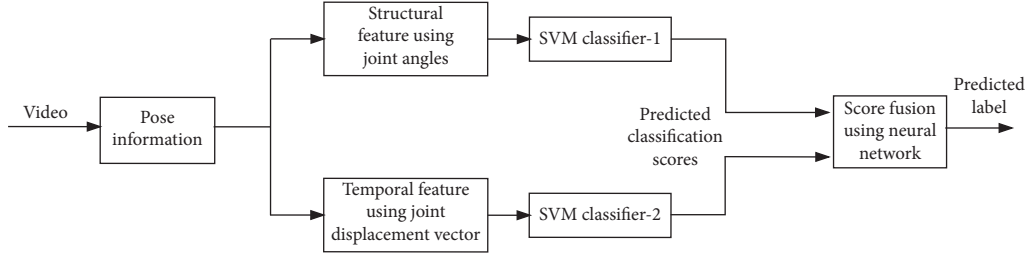 Video
Pose
information
Structural
feature using
joint angles
SVM classifier-1
Temporal feature
using joint
displacement vector
SVM classifier-2
Predicted
classification
scores
Score fusion
using neural
network
Predicted
label